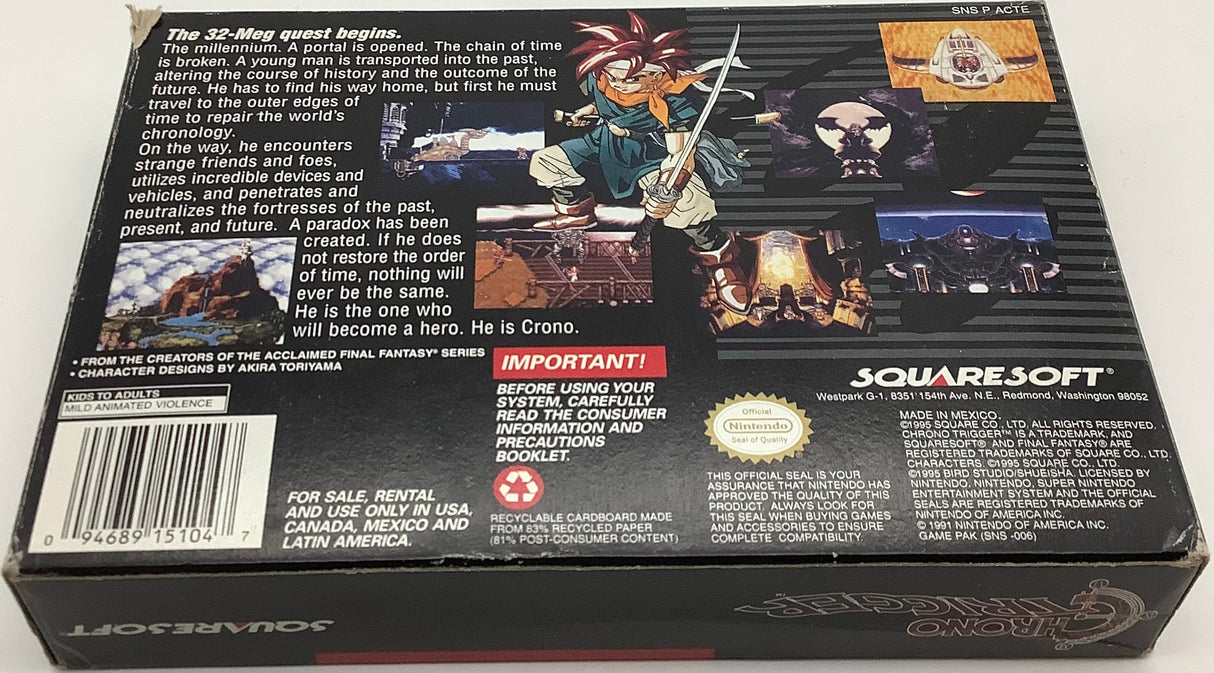 SNS P ACTE
The 32-Meg quest begins.
The millennium. A portal is opened. The chain of time
is broken. A young man is transported into the past,
altering the course of history and the outcome of the
future. He has to find his way home, but first he must
travel to the outer edges of
time to repair the world's
chronology.
On the way, he encounters
strange friends and foes,
utilizes incredible devices and
vehicles, and penetrates and
neutralizes the fortresses of the past,
present, and future. A paradox has been
created. If he does
not restore the order
of time, nothing will
ever be the same.
He is the one who
will become a hero. He is Crono.
• FROM THE CREATORS OF THE ACCLAIMED FINAL FANTASY® SERIES
• CHARACTER DESIGNS BY AKIRA TORIYAMA
KIDS TO ADULTS
MILD ANIMATED VIOLENCE
0 94689 15104 7
FOR SALE, RENTAL
AND USE ONLY IN USA,
CANADA, MEXICO AND
LATIN AMERICA.
IMPORTANT!
BEFORE USING YOUR
SYSTEM, CAREFULLY
READ THE CONSUMER
INFORMATION AND
PRECAUTIONS
BOOKLET.
RECYCLABLE CARDBOARD MADE
FROM 83% RECYCLED PAPER
(81% POST-CONSUMER CONTENT)
Official
Nintendo
Seal of Quality
THIS OFFICIAL SEAL IS YOUR
ASSURANCE THAT NINTENDO HAS
APPROVED THE QUALITY OF THIS
PRODUCT. ALWAYS LOOK FOR
THIS SEAL WHEN BUYING GAMES
AND ACCESSORIES TO ENSURE
COMPLETE COMPATIBILITY.
SQUARESOFT®
Westpark G-1, 8351 154th Ave. N.E., Redmond, Washington 98052
MADE IN MEXICO.
©1995 SQUARE CO., LTD. ALL RIGHTS RESERVED.
CHRONO TRIGGER™ IS A TRADEMARK, AND
SQUARESOFT® AND FINAL FANTASY® ARE
REGISTERED TRADEMARKS OF SQUARE CO., LTD.
CHARACTERS. ©1995 SQUARE CO., LTD.
©1995 BIRD STUDIO/SHUEISHA. LICENSED BY
NINTENDO, NINTENDO, SUPER NINTENDO
ENTERTAINMENT SYSTEM AND THE OFFICIAL
SEALS ARE REGISTERED TRADEMARKS OF
NINTENDO OF AMERICA INC.
© 1991 NINTENDO OF AMERICA INC.
GAME PAK (SNS -006)
CHRONO
TRIGGER™
SQUARESOFT